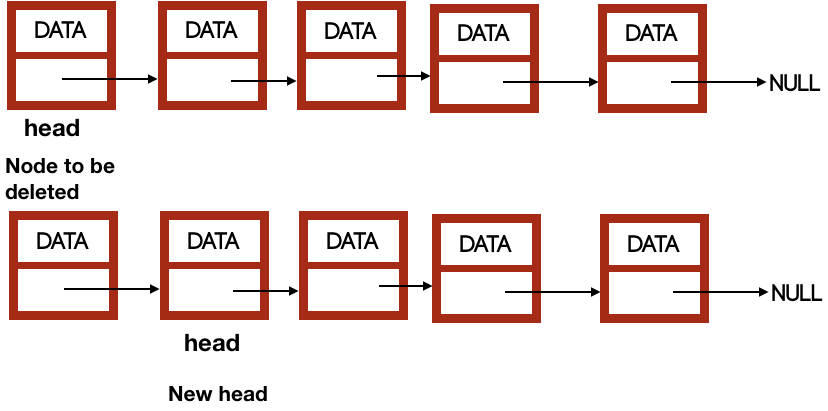 DATA DATA DATA DATA DATA
NULL
head
Node to be
deleted
DATA DATA DATA DATA DATA
NULL
head
New head